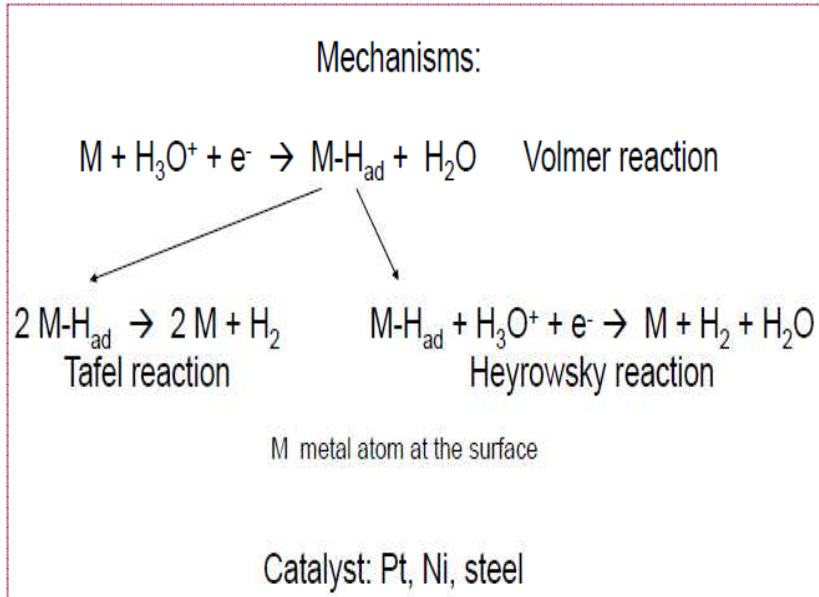 Mechanisms:
M + H₃O⁺ + e⁻ → M-Had + H₂O Volmer reaction
2 M-Had → 2 M + H₂ M-Had + H₃O⁺ + e⁻ → M + H₂ + H₂O
Tafel reaction Heyrowsky reaction
M metal atom at the surface
Catalyst: Pt, Ni, steel